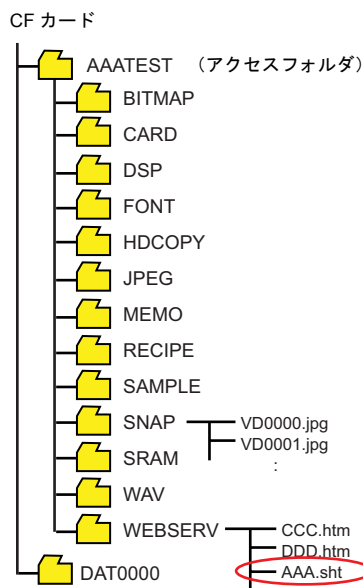 CF カード
AAATEST （アクセスフォルダ）
BITMAP
CARD
DSP
FONT
HDCOPY
JPEG
MEMO
RECIPE
SAMPLE
SNAP VD0000.jpg
VD0001.jpg
:
SRAM
WAV
WEBSERV CCC.htm
DDD.htm
DAT0000 AAA.sht